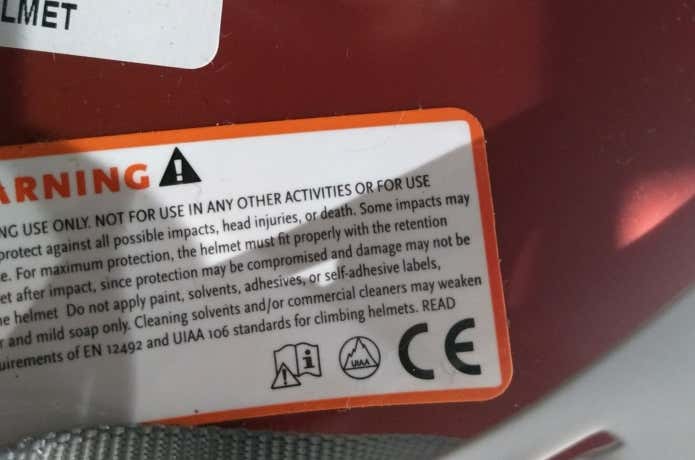 LMET
ARNING
NG USE ONLY. NOT FOR USE IN ANY OTHER ACTIVITIES OR FOR USE
protect against all possible impacts, head injuries, or death. Some impacts may
e. For maximum protection, the helmet must fit properly with the retention
et after impact, since protection may be compromised and damage may not be
he helmet Do not apply paint, solvents, adhesives, or self-adhesive labels,
r and mild soap only. Cleaning solvents and/or commercial cleaners may weaken
uirements of EN 12492 and UIAA 106 standards for climbing helmets. READ
i UIAA CE